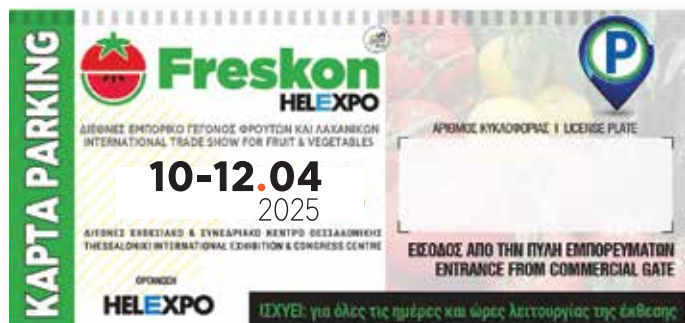 ΚΑΡΤΑ PARKING
Freskon
HELEXPO
ΔΙΕΘΝΕΣ ΕΜΠΟΡΙΚΟ ΓΕΓΟΝΟΣ ΦΡΟΥΤΩΝ ΚΑΙ ΛΑΧΑΝΙΚΩΝ
INTERNATIONAL TRADE SHOW FOR FRUIT & VEGETABLES
10-12.04
2025
ΔΙΕΘΝΕΣ ΕΚΘΕΣΙΑΚΟ & ΣΥΝΕΔΡΙΑΚΟ ΚΕΝΤΡΟ ΘΕΣΣΑΛΟΝΙΚΗΣ
THESSALONIKI INTERNATIONAL EXHIBITION & CONGRESS CENTRE
ΟΡΓΑΝΩΣΗ
HELEXPO
P
ΑΡΙΘΜΟΣ ΚΥΚΛΟΦΟΡΙΑΣ Ι LICENSE PLATE
ΕΙΣΟΔΟΣ ΑΠΟ ΤΗΝ ΠΥΛΗ ΕΜΠΟΡΕΥΜΑΤΩΝ
ENTRANCE FROM COMMERCIAL GATE
ΙΣΧΥΕΙ: για όλες τις ημέρες και ώρες λειτουργίας της έκθεσης